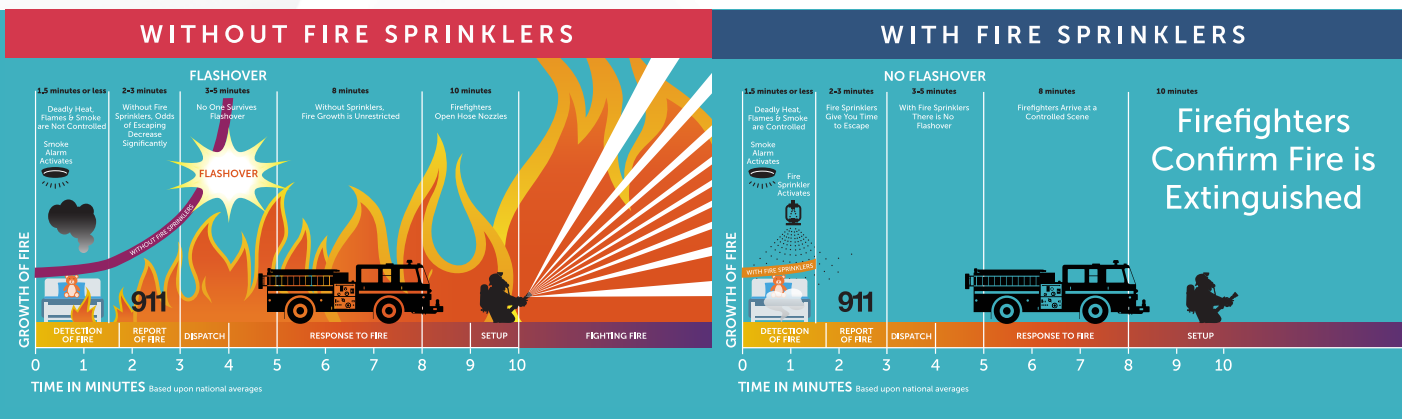 WITHOUT FIRE SPRINKLERS
FLASHOVER
1.5 minutes or less
Deadly Heat,
Flames & Smoke
are Not Controlled
Smoke
Alarm
Activates
2-3 minutes
Without Fire
Sprinklers, Odds
of Escaping
Decrease
Significantly
3-5 minutes
No One Survives
Flashover
8 minutes
Without Sprinklers,
Fire Growth is Unrestricted
10 minutes
Firefighters
Open Hose Nozzles
FLASHOVER
WITHOUT FIRE SPRINKLERS
911
GROWTH OF FIRE
DETECTION
OF FIRE
REPORT
OF FIRE
DISPATCH
RESPONSE TO FIRE
SETUP
FIGHTING FIRE
0 1 2 3 4 5 6 7 8 9 10
TIME IN MINUTES Based upon national averages
WITH FIRE SPRINKLERS
NO FLASHOVER
1.5 minutes or less
Deadly Heat,
Flames & Smoke
are Controlled
Smoke
Alarm
Activates
Fire
Sprinkler
Activates
2-3 minutes
Fire Sprinklers
Give You Time
to Escape
3-5 minutes
With Fire Sprinklers
There is No
Flashover
8 minutes
Firefighters Arrive at a
Controlled Scene
10 minutes
Firefighters
Confirm Fire is
Extinguished
WITH FIRE SPRINKLERS
911
GROWTH OF FIRE
DETECTION
OF FIRE
REPORT
OF FIRE
DISPATCH
RESPONSE TO FIRE
SETUP
0 1 2 3 4 5 6 7 8 9 10
TIME IN MINUTES Based upon national averages